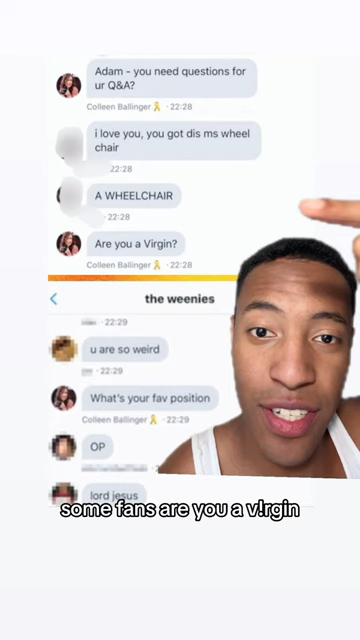 Adam - you need questions for
ur Q&A?
Colleen Ballinger🎗 · 22:28
i love you, you got dis ms wheel
chair
22:28
A WHEELCHAIR
· 22:28
Are you a Virgin?
Colleen Ballinger🎗 · 22:28
the weenies
· 22:29
u are so weird
· 22:29
What's your fav position
Colleen Ballinger🎗 · 22:29
OP
lord jesus
some fans are you a v!rgin